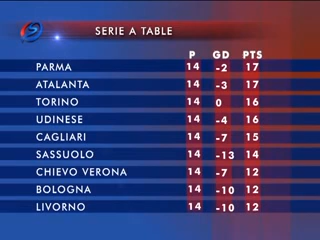 SERIE A TABLE
P GD PTS
PARMA 14 -2 17
ATALANTA 14 -3 17
TORINO 14 0 16
UDINESE 14 -4 16
CAGLIARI 14 -7 15
SASSUOLO 14 -13 14
CHIEVO VERONA 14 -7 12
BOLOGNA 14 -10 12
LIVORNO 14 -10 12